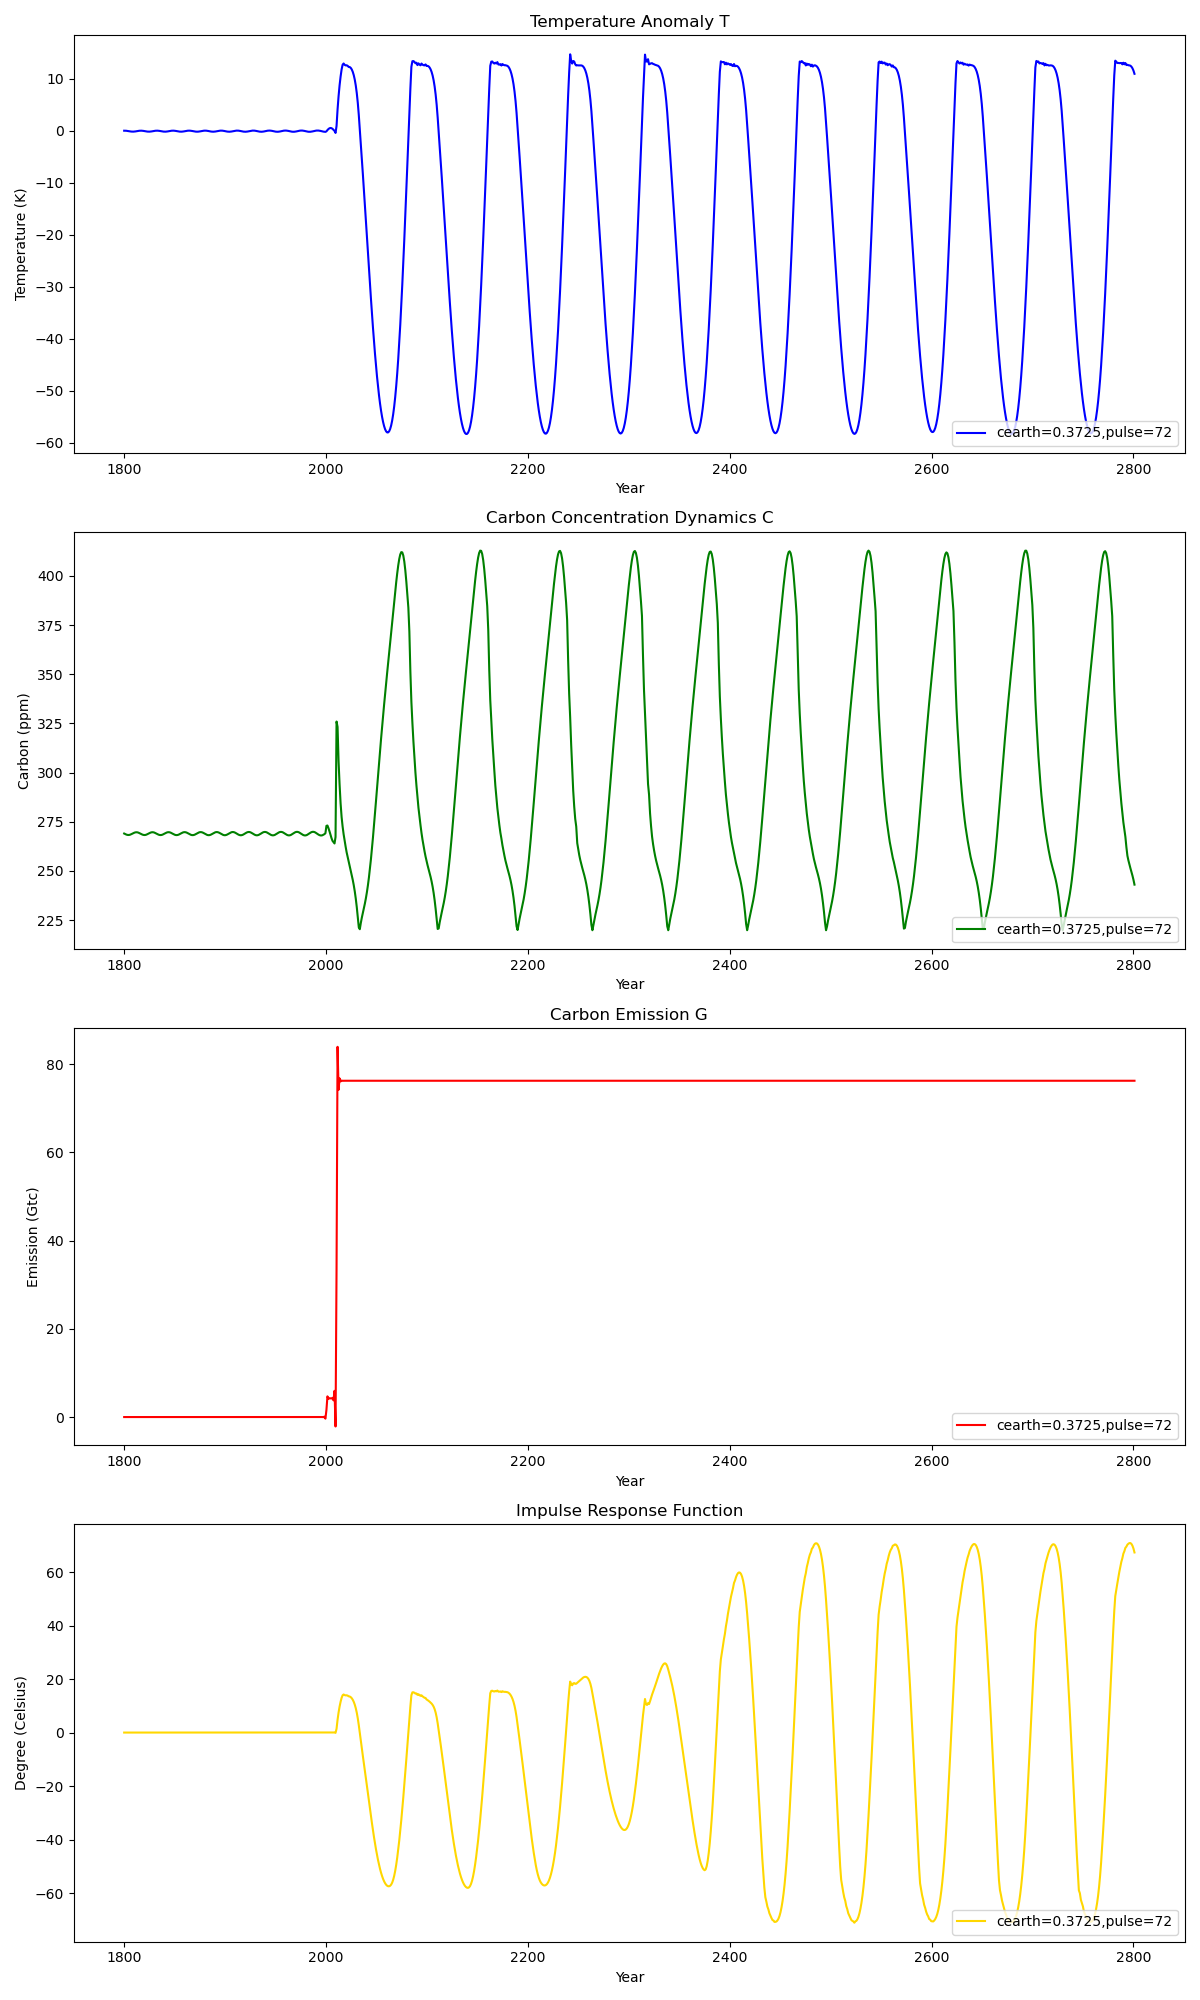 Temperature Anomaly T
Temperature (K)
10
0
−10
−20
−30
−40
−50
−60
cearth=0.3725,pulse=72
1800 2000 2200 2400 2600 2800
Year
Carbon Concentration Dynamics C
Carbon (ppm)
400
375
350
325
300
275
250
225
cearth=0.3725,pulse=72
1800 2000 2200 2400 2600 2800
Year
Carbon Emission G
Emission (Gtc)
80
60
40
20
0
cearth=0.3725,pulse=72
1800 2000 2200 2400 2600 2800
Year
Impulse Response Function
Degree (Celsius)
60
40
20
0
−20
−40
−60
cearth=0.3725,pulse=72
1800 2000 2200 2400 2600 2800
Year